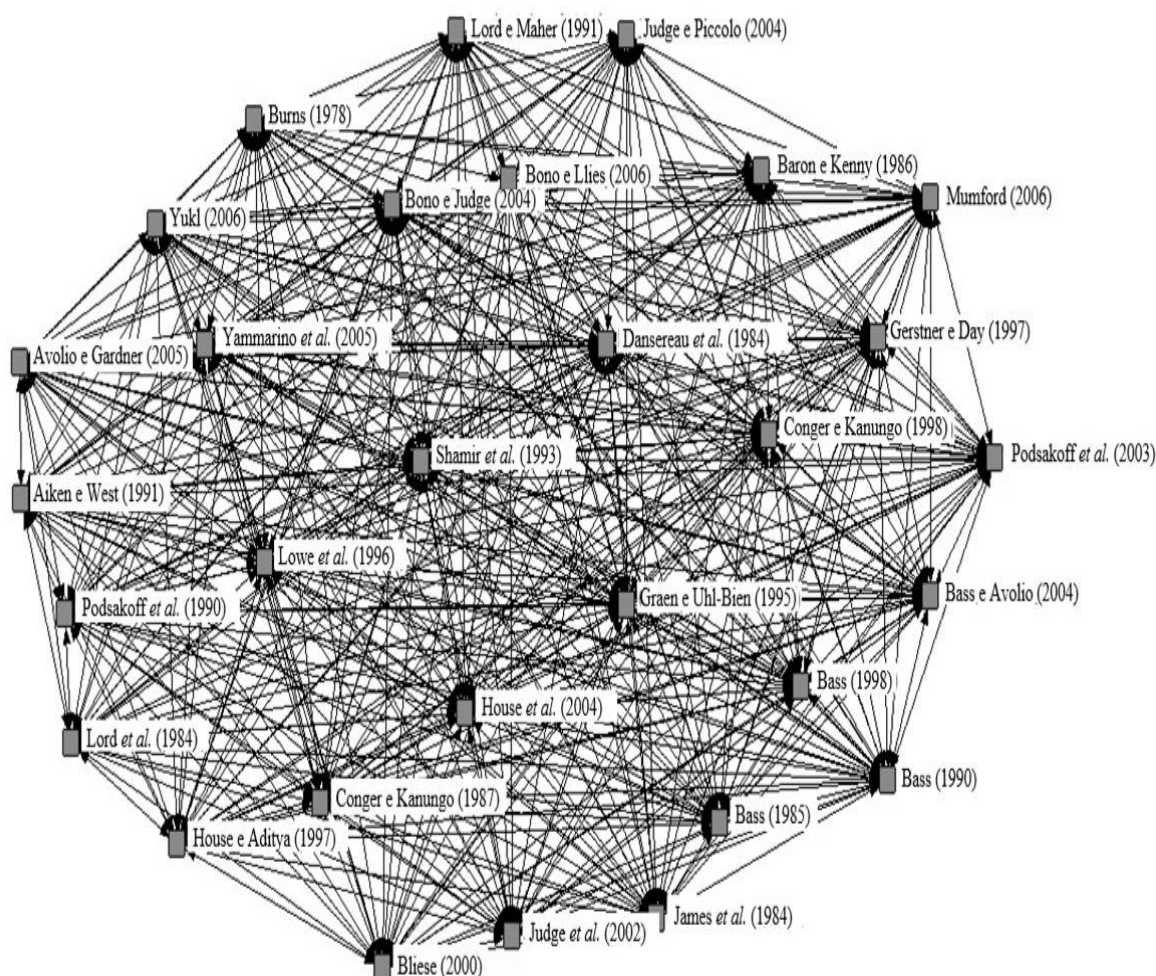 Lord e Maher (1991)
Judge e Piccolo (2004)
Burns (1978)
Baron e Kenny (1986)
Bono e Llies (2006)
Bono e Judge (2004)
Mumford (2006)
Yukl (2006)
Yammarino et al. (2005)
Dansereau et al. (1984)
Gerstner e Day (1997)
Avolio e Gardner (2005)
Conger e Kanungo (1998)
Shamir et al. (1993)
Podsakoff et al. (2003)
Aiken e West (1991)
Lowe et al. (1996)
Graen e Uhl-Bien (1995)
Bass e Avolio (2004)
Podsakoff et al. (1990)
Bass (1998)
House et al. (2004)
Lord et al. (1984)
Bass (1990)
Conger e Kanungo (1987)
Bass (1985)
House e Aditya (1997)
James et al. (1984)
Judge et al. (2002)
Bliese (2000)